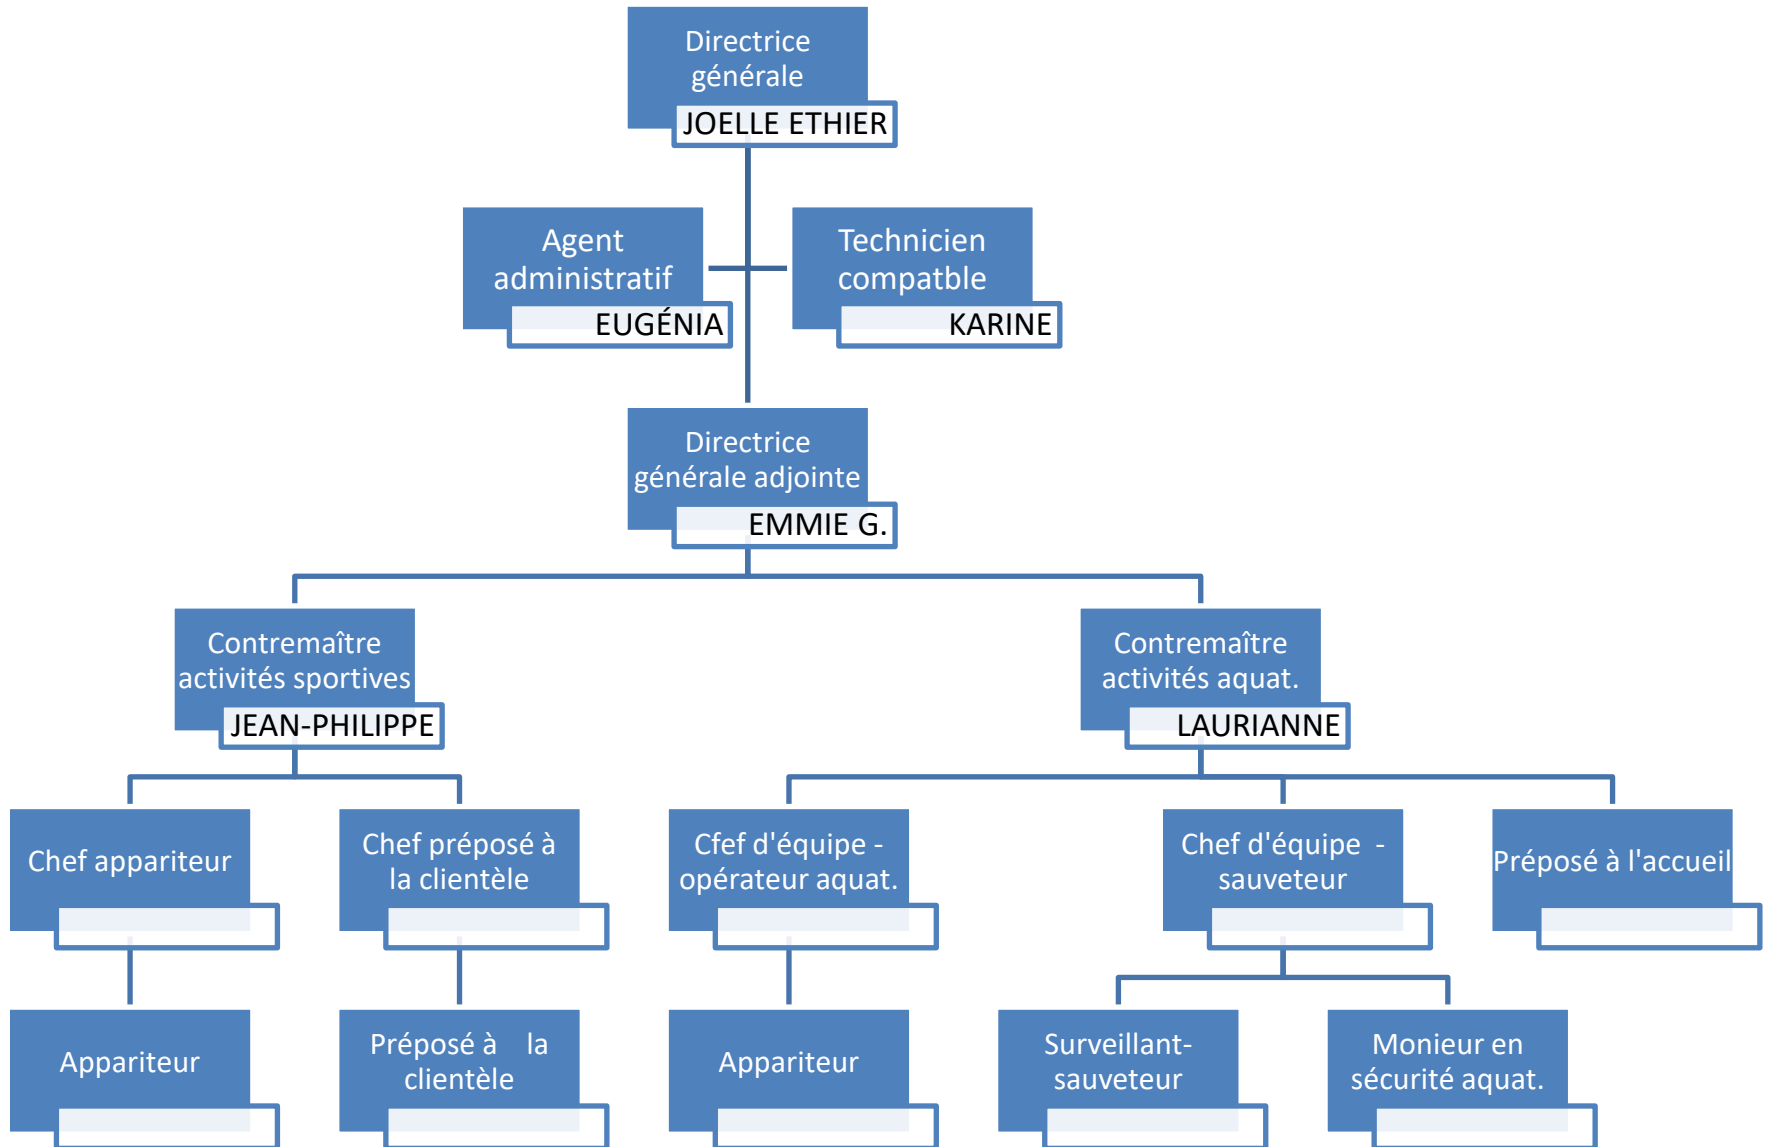 Directrice
générale
JOELLE ETHIER
Agent
administratif
EUGÉNIA
Technicien
compatble
KARINE
Directrice
générale adjointe
EMMIE G.
Contremaître
activités sportives
JEAN-PHILIPPE
Contremaître
activités aquat.
LAURIANNE
Chef appariteur
Chef préposé à
la clientèle
Cfef d'équipe -
opérateur aquat.
Chef d'équipe -
sauveteur
Préposé à l'accueil
Appariteur
Préposé à la
clientèle
Appariteur
Surveillant-
sauveteur
Monieur en
sécurité aquat.